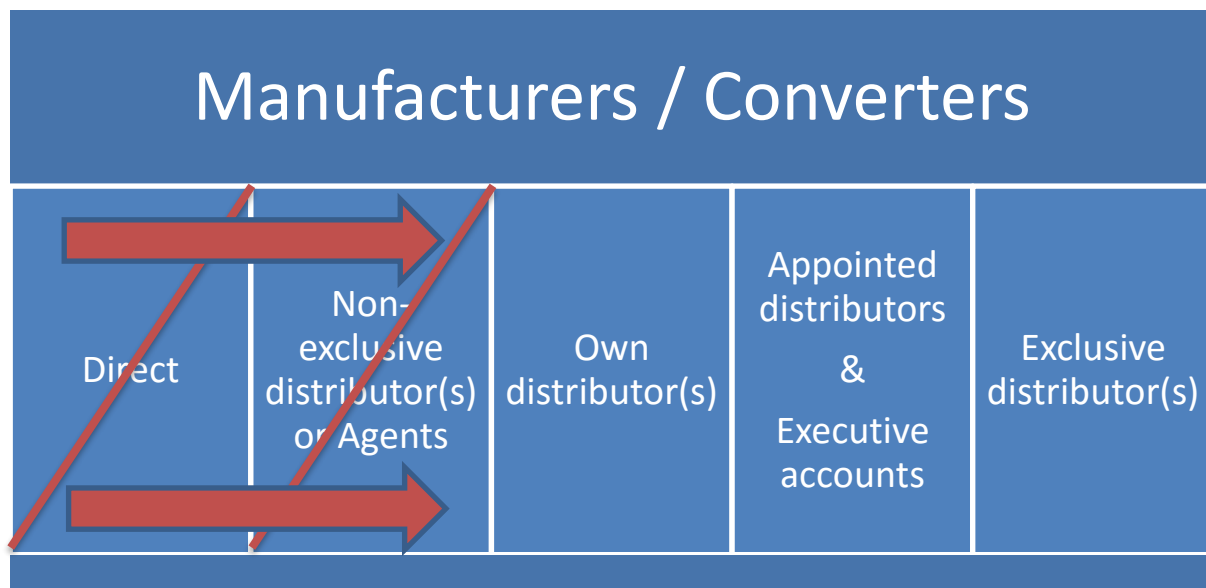 Manufacturers / Converters
Direct
Non-
exclusive
distributor(s)
or Agents
Own
distributor(s)
Appointed
distributors
&
Executive
accounts
Exclusive
distributor(s)